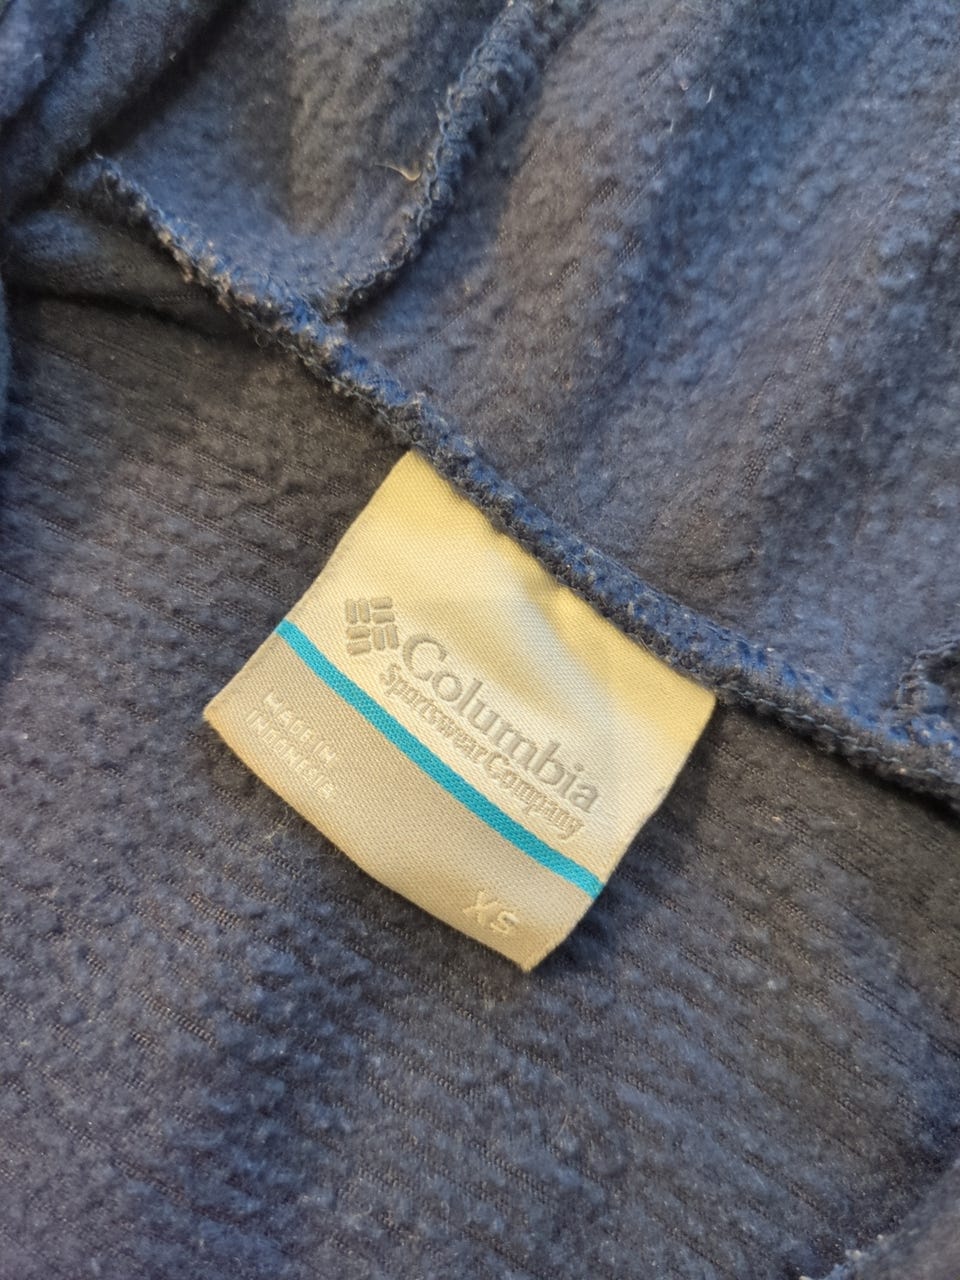 Columbia
Sportswear Company
MADE IN
INDONESIA
XS